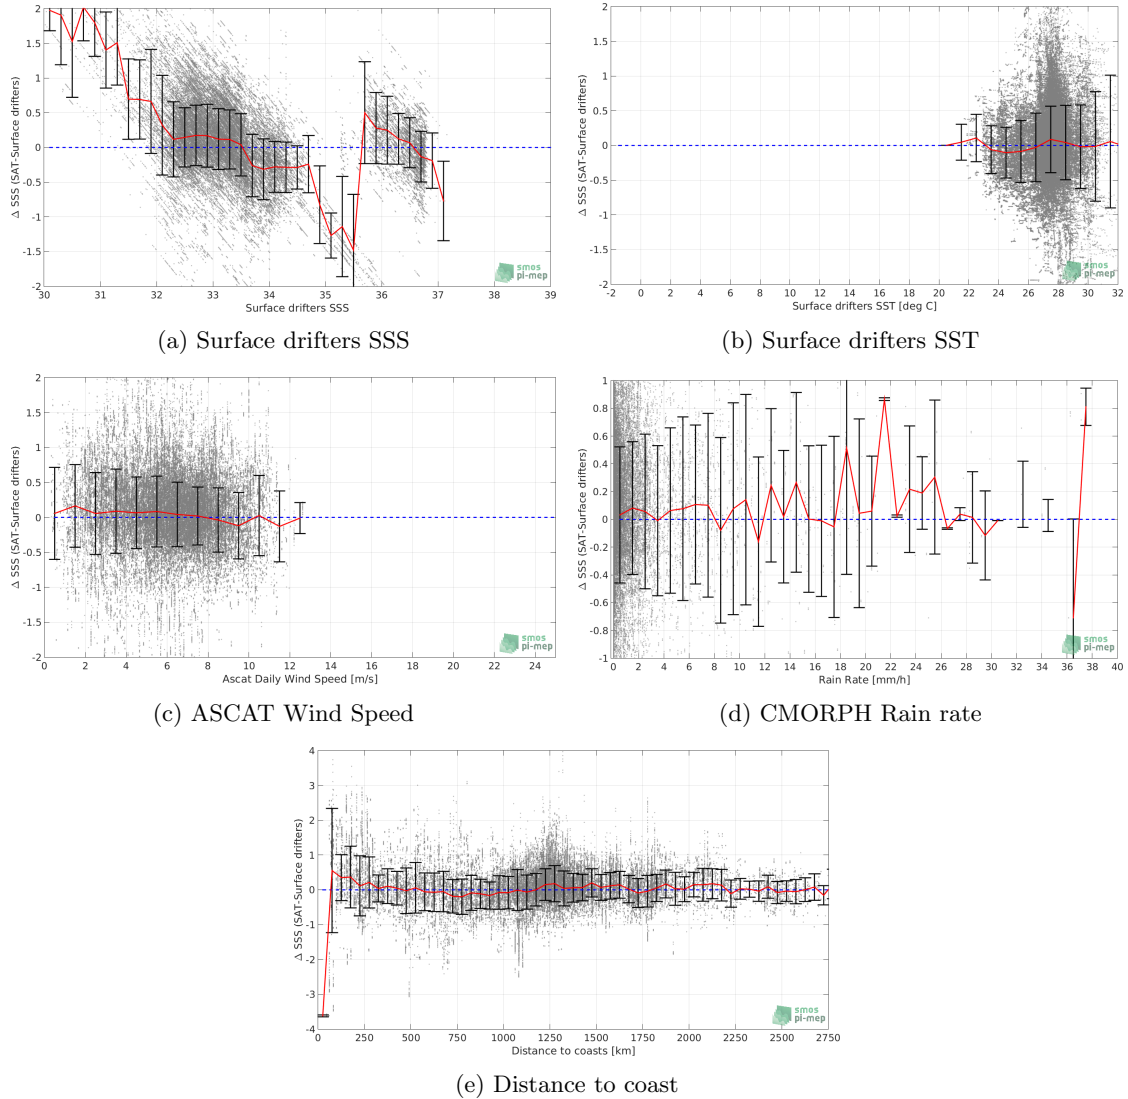 Δ SSS (SAT-Surface drifters)
2
1.5
1
0.5
0
-0.5
-1
-1.5
-2
30 31 32 33 34 35 36 37 38 39
Surface drifters SSS
smos
pi-mep
(a) Surface drifters SSS
Δ SSS (SAT-Surface drifters)
2
1.5
1
0.5
0
-0.5
-1
-1.5
-2
-2 0 2 4 6 8 10 12 14 16 18 20 22 24 26 28 30 32
Surface drifters SST [deg C]
smos
pi-mep
(b) Surface drifters SST
Δ SSS (SAT-Surface drifters)
2
1.5
1
0.5
0
-0.5
-1
-1.5
-2
0 2 4 6 8 10 12 14 16 18 20 22 24
Ascat Daily Wind Speed [m/s]
smos
pi-mep
(c) ASCAT Wind Speed
Δ SSS (SAT-Surface drifters)
1
0.8
0.6
0.4
0.2
0
-0.2
-0.4
-0.6
-0.8
-1
0 2 4 6 8 10 12 14 16 18 20 22 24 26 28 30 32 34 36 38 40
Rain Rate [mm/h]
smos
pi-mep
(d) CMORPH Rain rate
Δ SSS (SAT-Surface drifters)
4
3
2
1
0
-1
-2
-3
-4
0 250 500 750 1000 1250 1500 1750 2000 2250 2500 2750
Distance to coasts [km]
smos
pi-mep
(e) Distance to coast